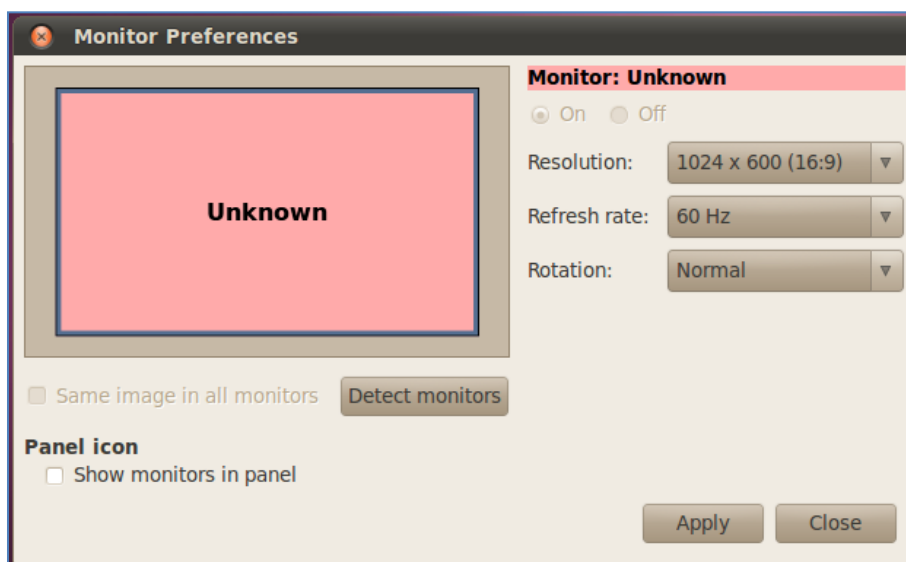 Monitor Preferences
Unknown
Monitor: Unknown
On Off
Resolution: 1024 x 600 (16:9)
Refresh rate: 60 Hz
Rotation: Normal
Same image in all monitors Detect monitors
Panel icon
Show monitors in panel
Apply Close